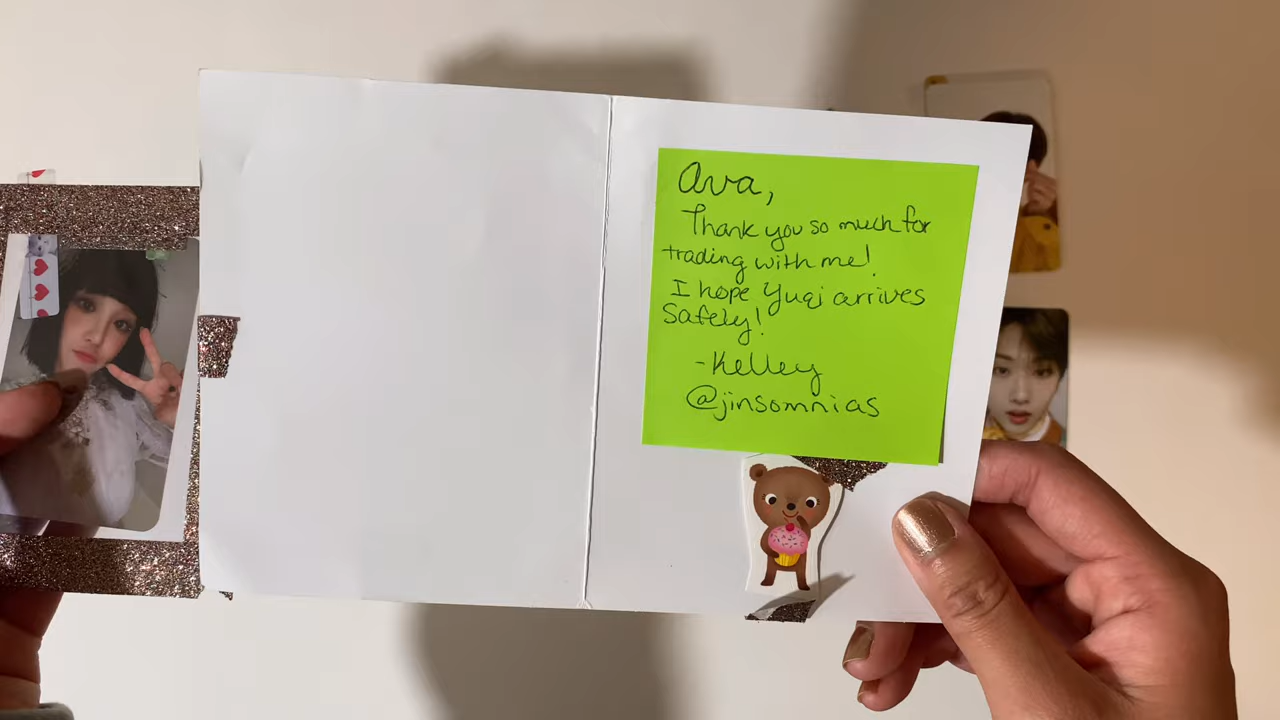 Ava,
Thank you so much for
trading with me!
I hope Yuqi arrives
safely!
-Kelley
@jinsomnias